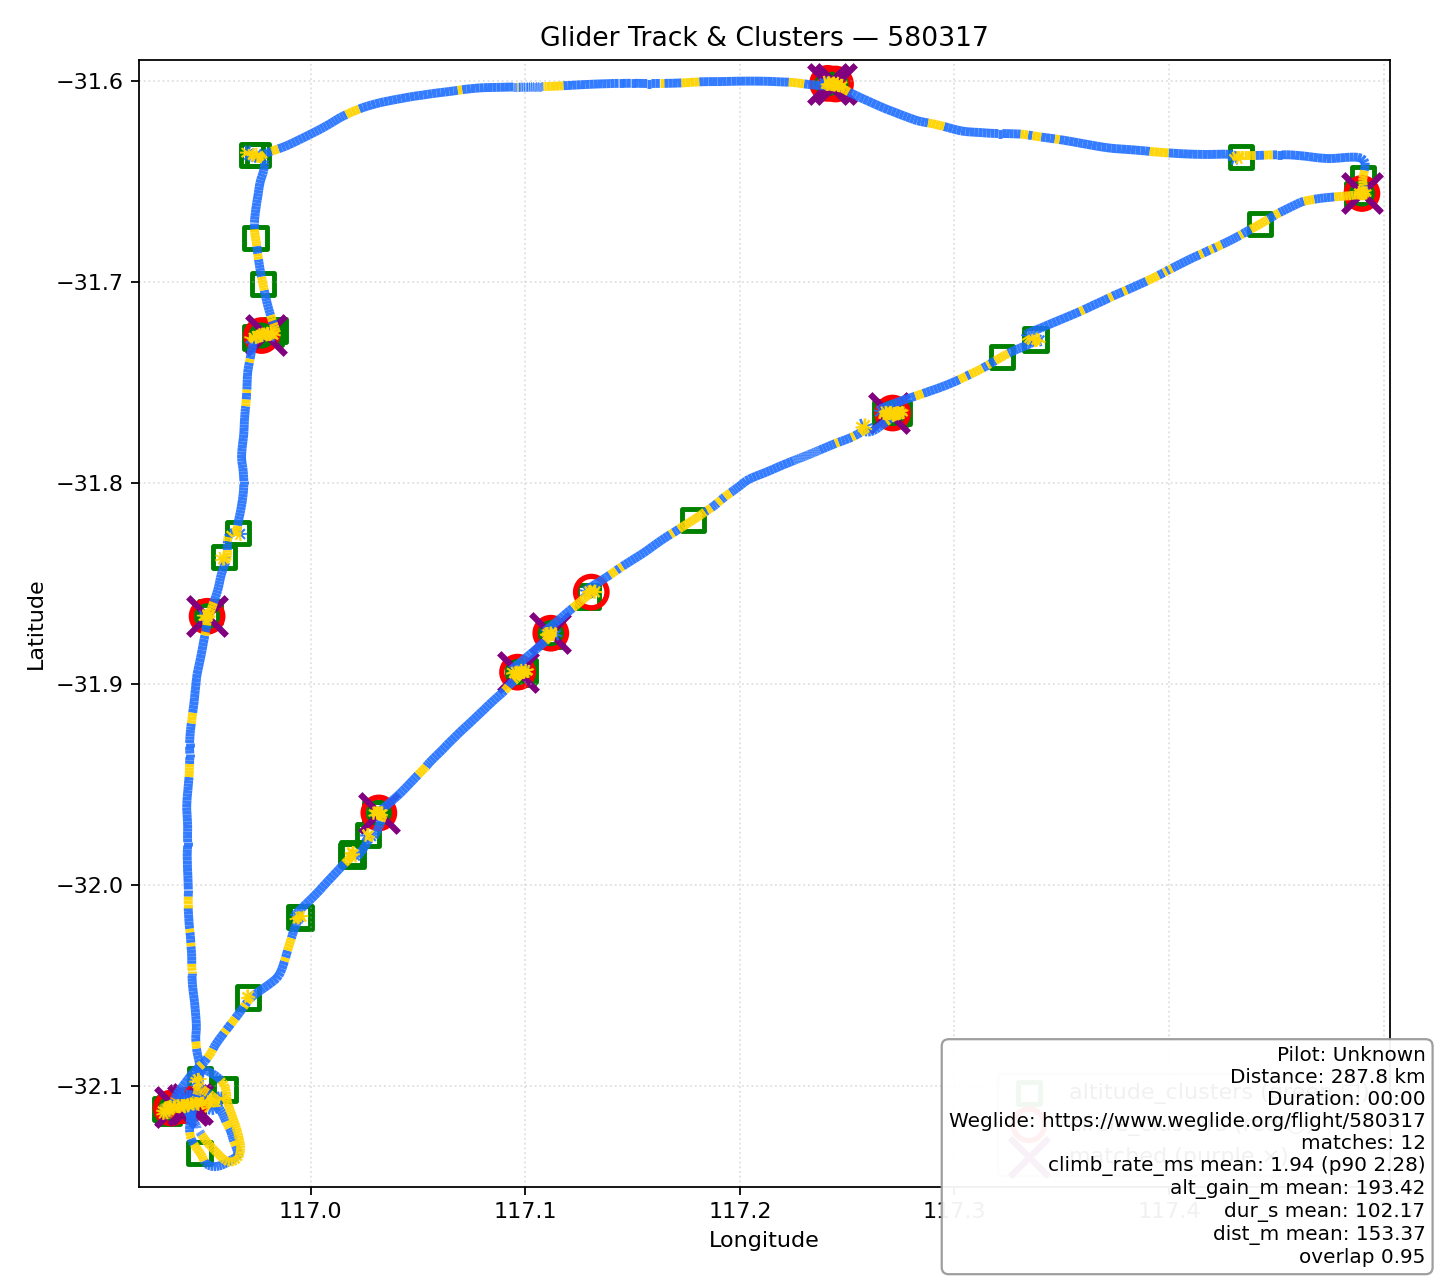 Glider Track & Clusters — 580317
Latitude
−31.6
−31.7
−31.8
−31.9
−32.0
−32.1
117.0
117.1
117.2
117.3
117.4
Longitude
altitude_clusters
matched (purple ×)
Pilot: Unknown
Distance: 287.8 km
Duration: 00:00
Weglide: https://www.weglide.org/flight/580317
matches: 12
climb_rate_ms mean: 1.94 (p90 2.28)
alt_gain_m mean: 193.42
dur_s mean: 102.17
dist_m mean: 153.37
overlap 0.95